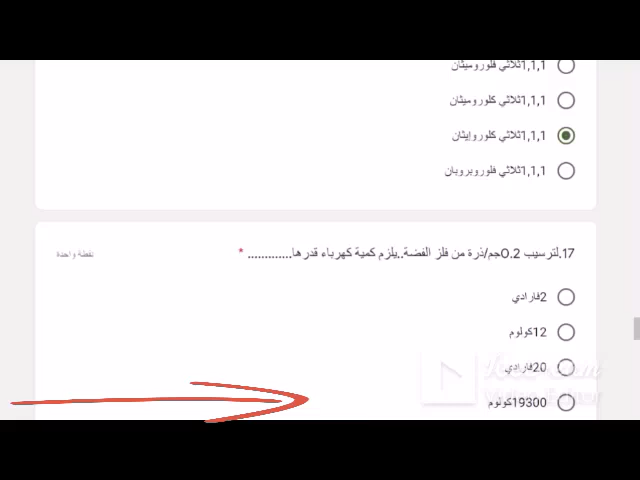 1,1,1ثلاثي فلوروميثان
1,1,1ثلاثي كلوروميثان
1,1,1ثلاثي كلوروإيثان
1,1,1ثلاثي فلوروبروبان
17.لترسيب 0.2جم/ذرة من فلز الفضة..يلزم كمية كهرباء قدرها............. *
نقطة واحدة
2فارادي
12كولوم
20فارادي
19300كولوم